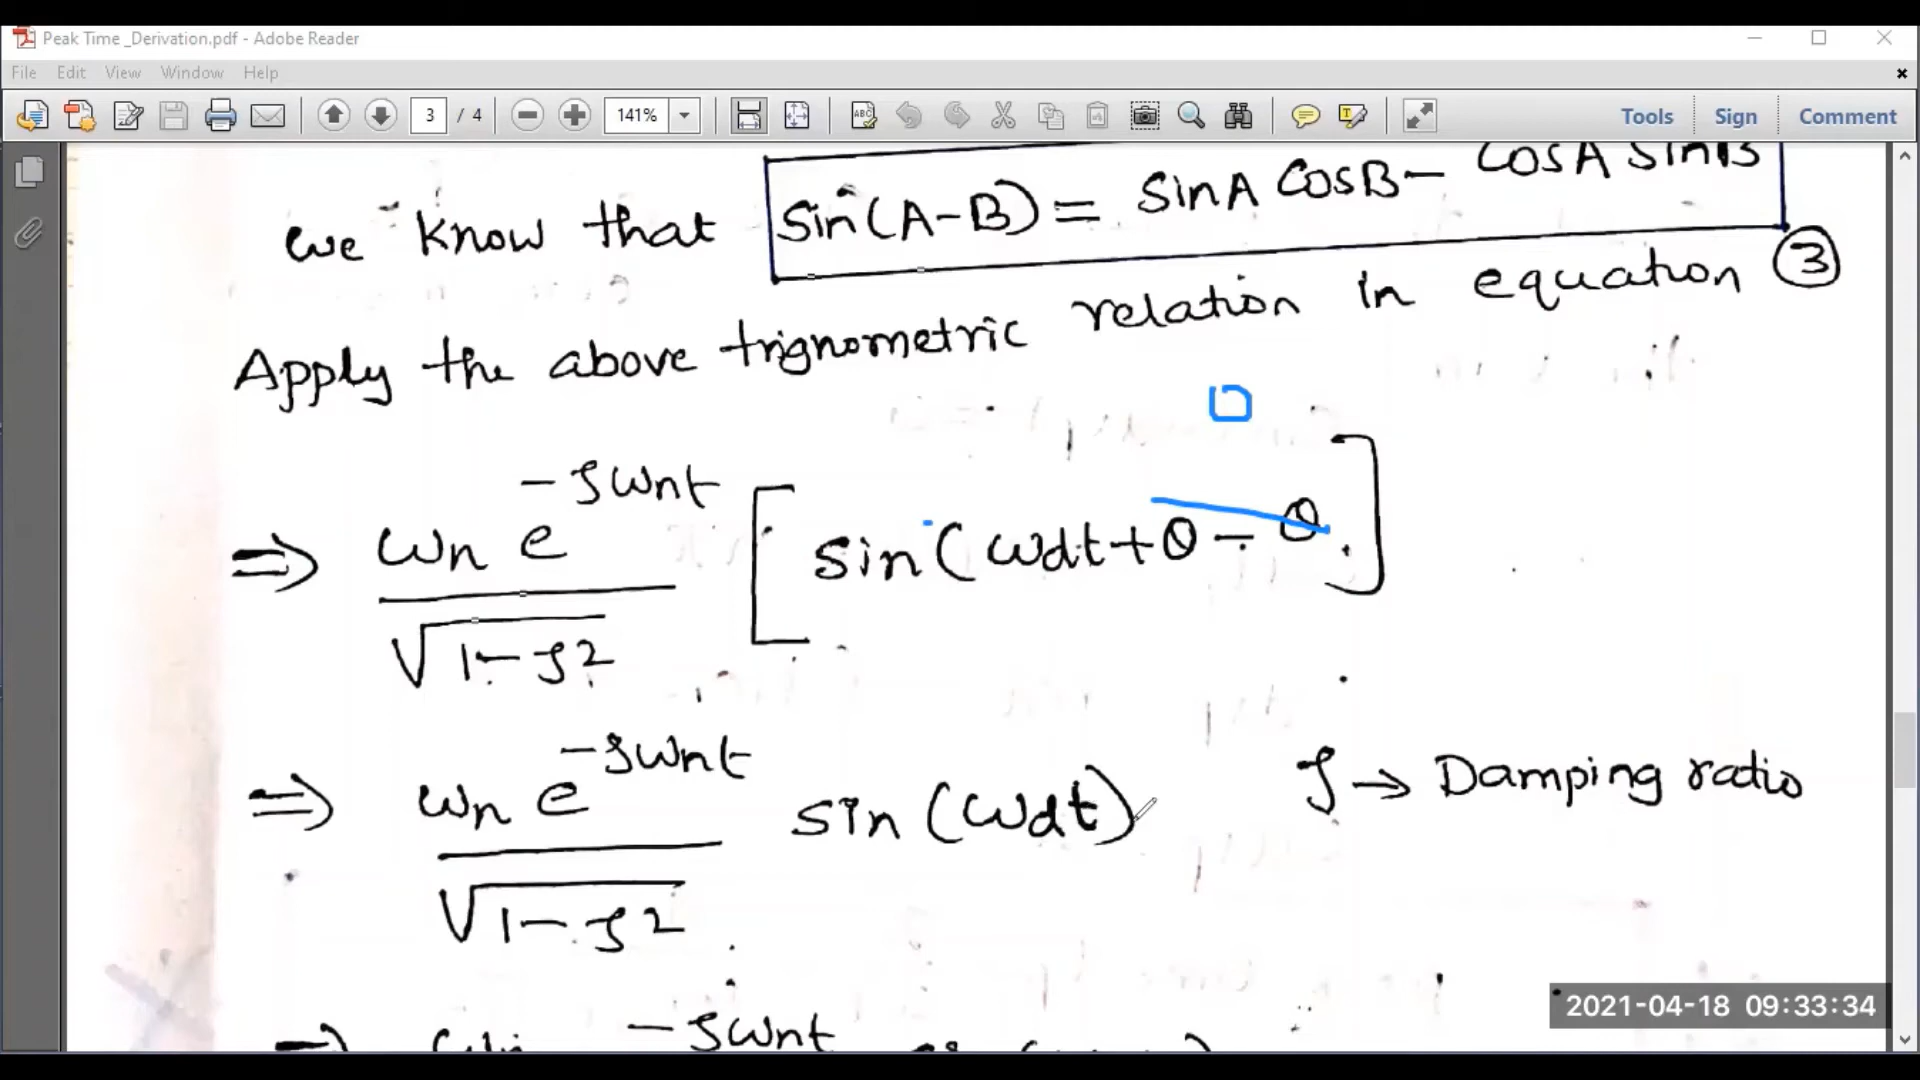 Peak Time _Derivation.pdf - Adobe Reader
File Edit View Window Help
3 / 4 141% Tools Sign Comment
we know that sin(A-B) = sinA cosB - cosA sinB
Apply the above trignometric relation in equation ③
⇒ ωn e^-ζωnt / √1-ζ2 [sin(ωdt+θ-θ]
0
⇒ ωn e^-ζωnt / √1-ζ2 sin(ωdt) ζ → Damping ratio
⇒ -ζωnt
2021-04-18 09:33:34